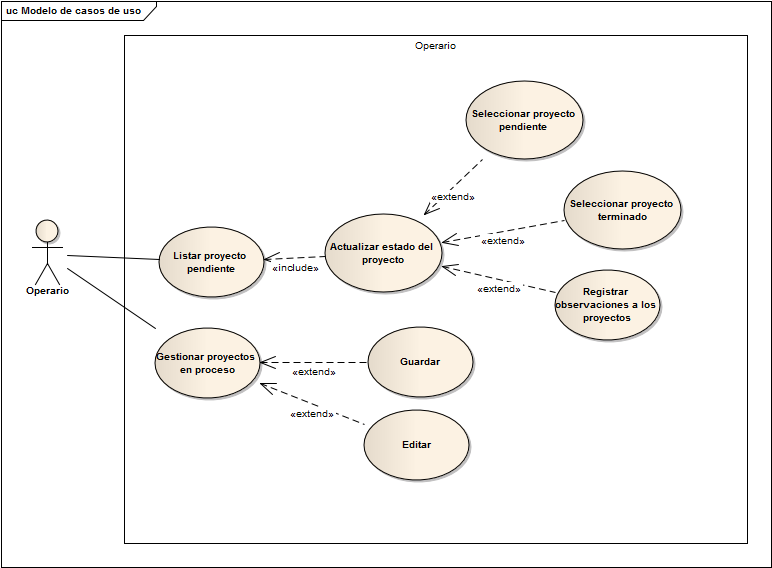 uc Modelo de casos de uso
Operario
Seleccionar proyecto
pendiente
«extend»
Seleccionar proyecto
terminado
Actualizar estado del
proyecto
«extend»
Listar proyecto
pendiente
«include»
«extend»
Registrar
observaciones a los
proyectos
Operario
Gestionar proyectos
en proceso
«extend»
Guardar
«extend»
Editar